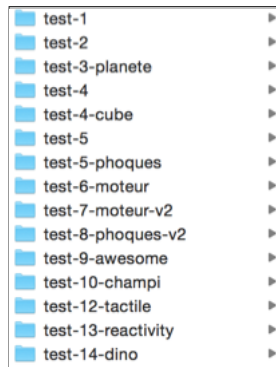 test-1
test-2
test-3-planete
test-4
test-4-cube
test-5
test-5-phoques
test-6-moteur
test-7-moteur-v2
test-8-phoques-v2
test-9-awesome
test-10-champi
test-12-tactile
test-13-reactivity
test-14-dino